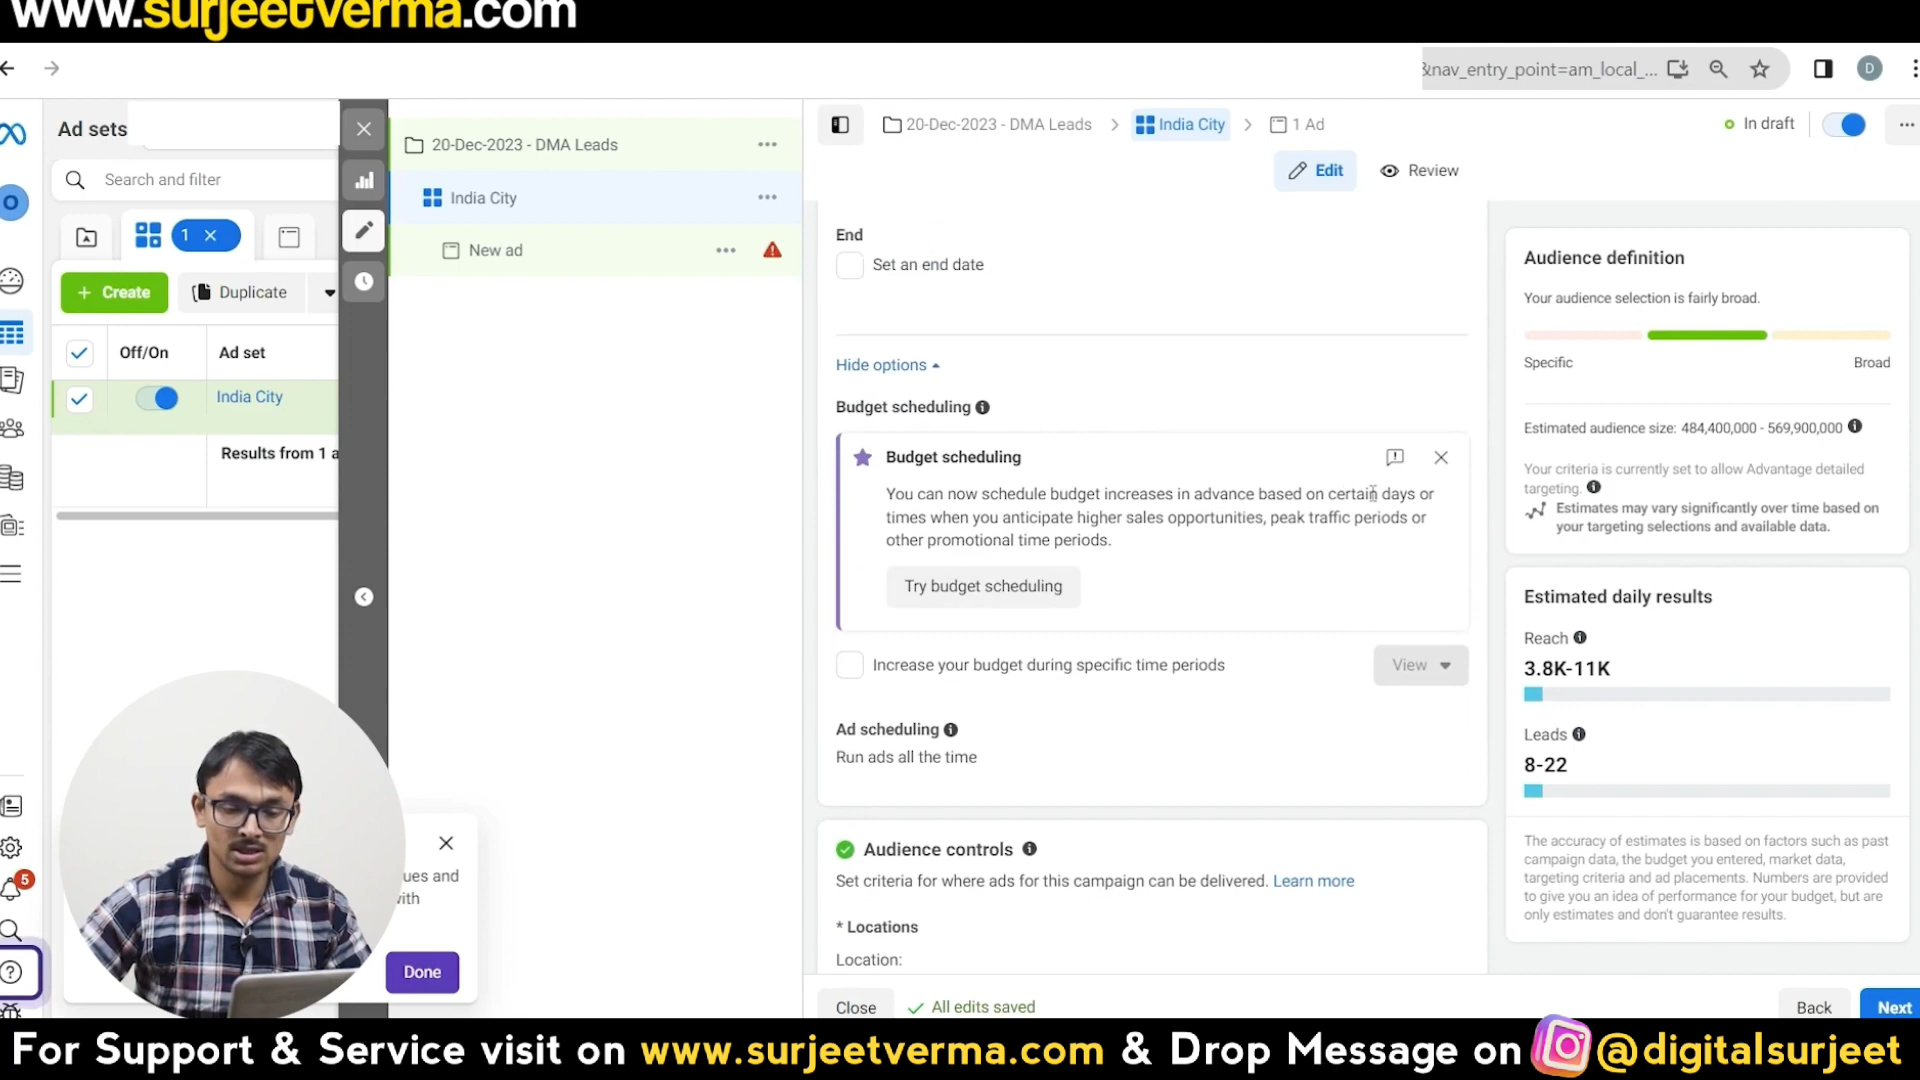 www.surjeetverma.com
&nav_entry_point=am_local_...
D
Ad sets
20-Dec-2023 - DMA Leads
India City
1 Ad
In draft
20-Dec-2023 - DMA Leads
Edit
Review
Search and filter
India City
1
New ad
Create
Duplicate
Off/On
Ad set
India City
Results from 1 a
End
Set an end date
Hide options
Budget scheduling
Budget scheduling
You can now schedule budget increases in advance based on certain days or
times when you anticipate higher sales opportunities, peak traffic periods or
other promotional time periods.
Try budget scheduling
Increase your budget during specific time periods
View
Ad scheduling
Run ads all the time
Audience controls
Set criteria for where ads for this campaign can be delivered. Learn more
* Locations
Location:
Close
All edits saved
Back
Next
Audience definition
Your audience selection is fairly broad.
Specific
Broad
Estimated audience size: 484,400,000 - 569,900,000
Your criteria is currently set to allow Advantage detailed
targeting.
Estimates may vary significantly over time based on
your targeting selections and available data.
Estimated daily results
Reach
3.8K-11K
Leads
8-22
The accuracy of estimates is based on factors such as past
campaign data, the budget you entered, market data,
targeting criteria and ad placements. Numbers are provided
to give you an idea of performance for your budget, but are
only estimates and don't guarantee results.
ues and
with
Done
5
For Support & Service visit on www.surjeetverma.com & Drop Message on @digitalsurjeet